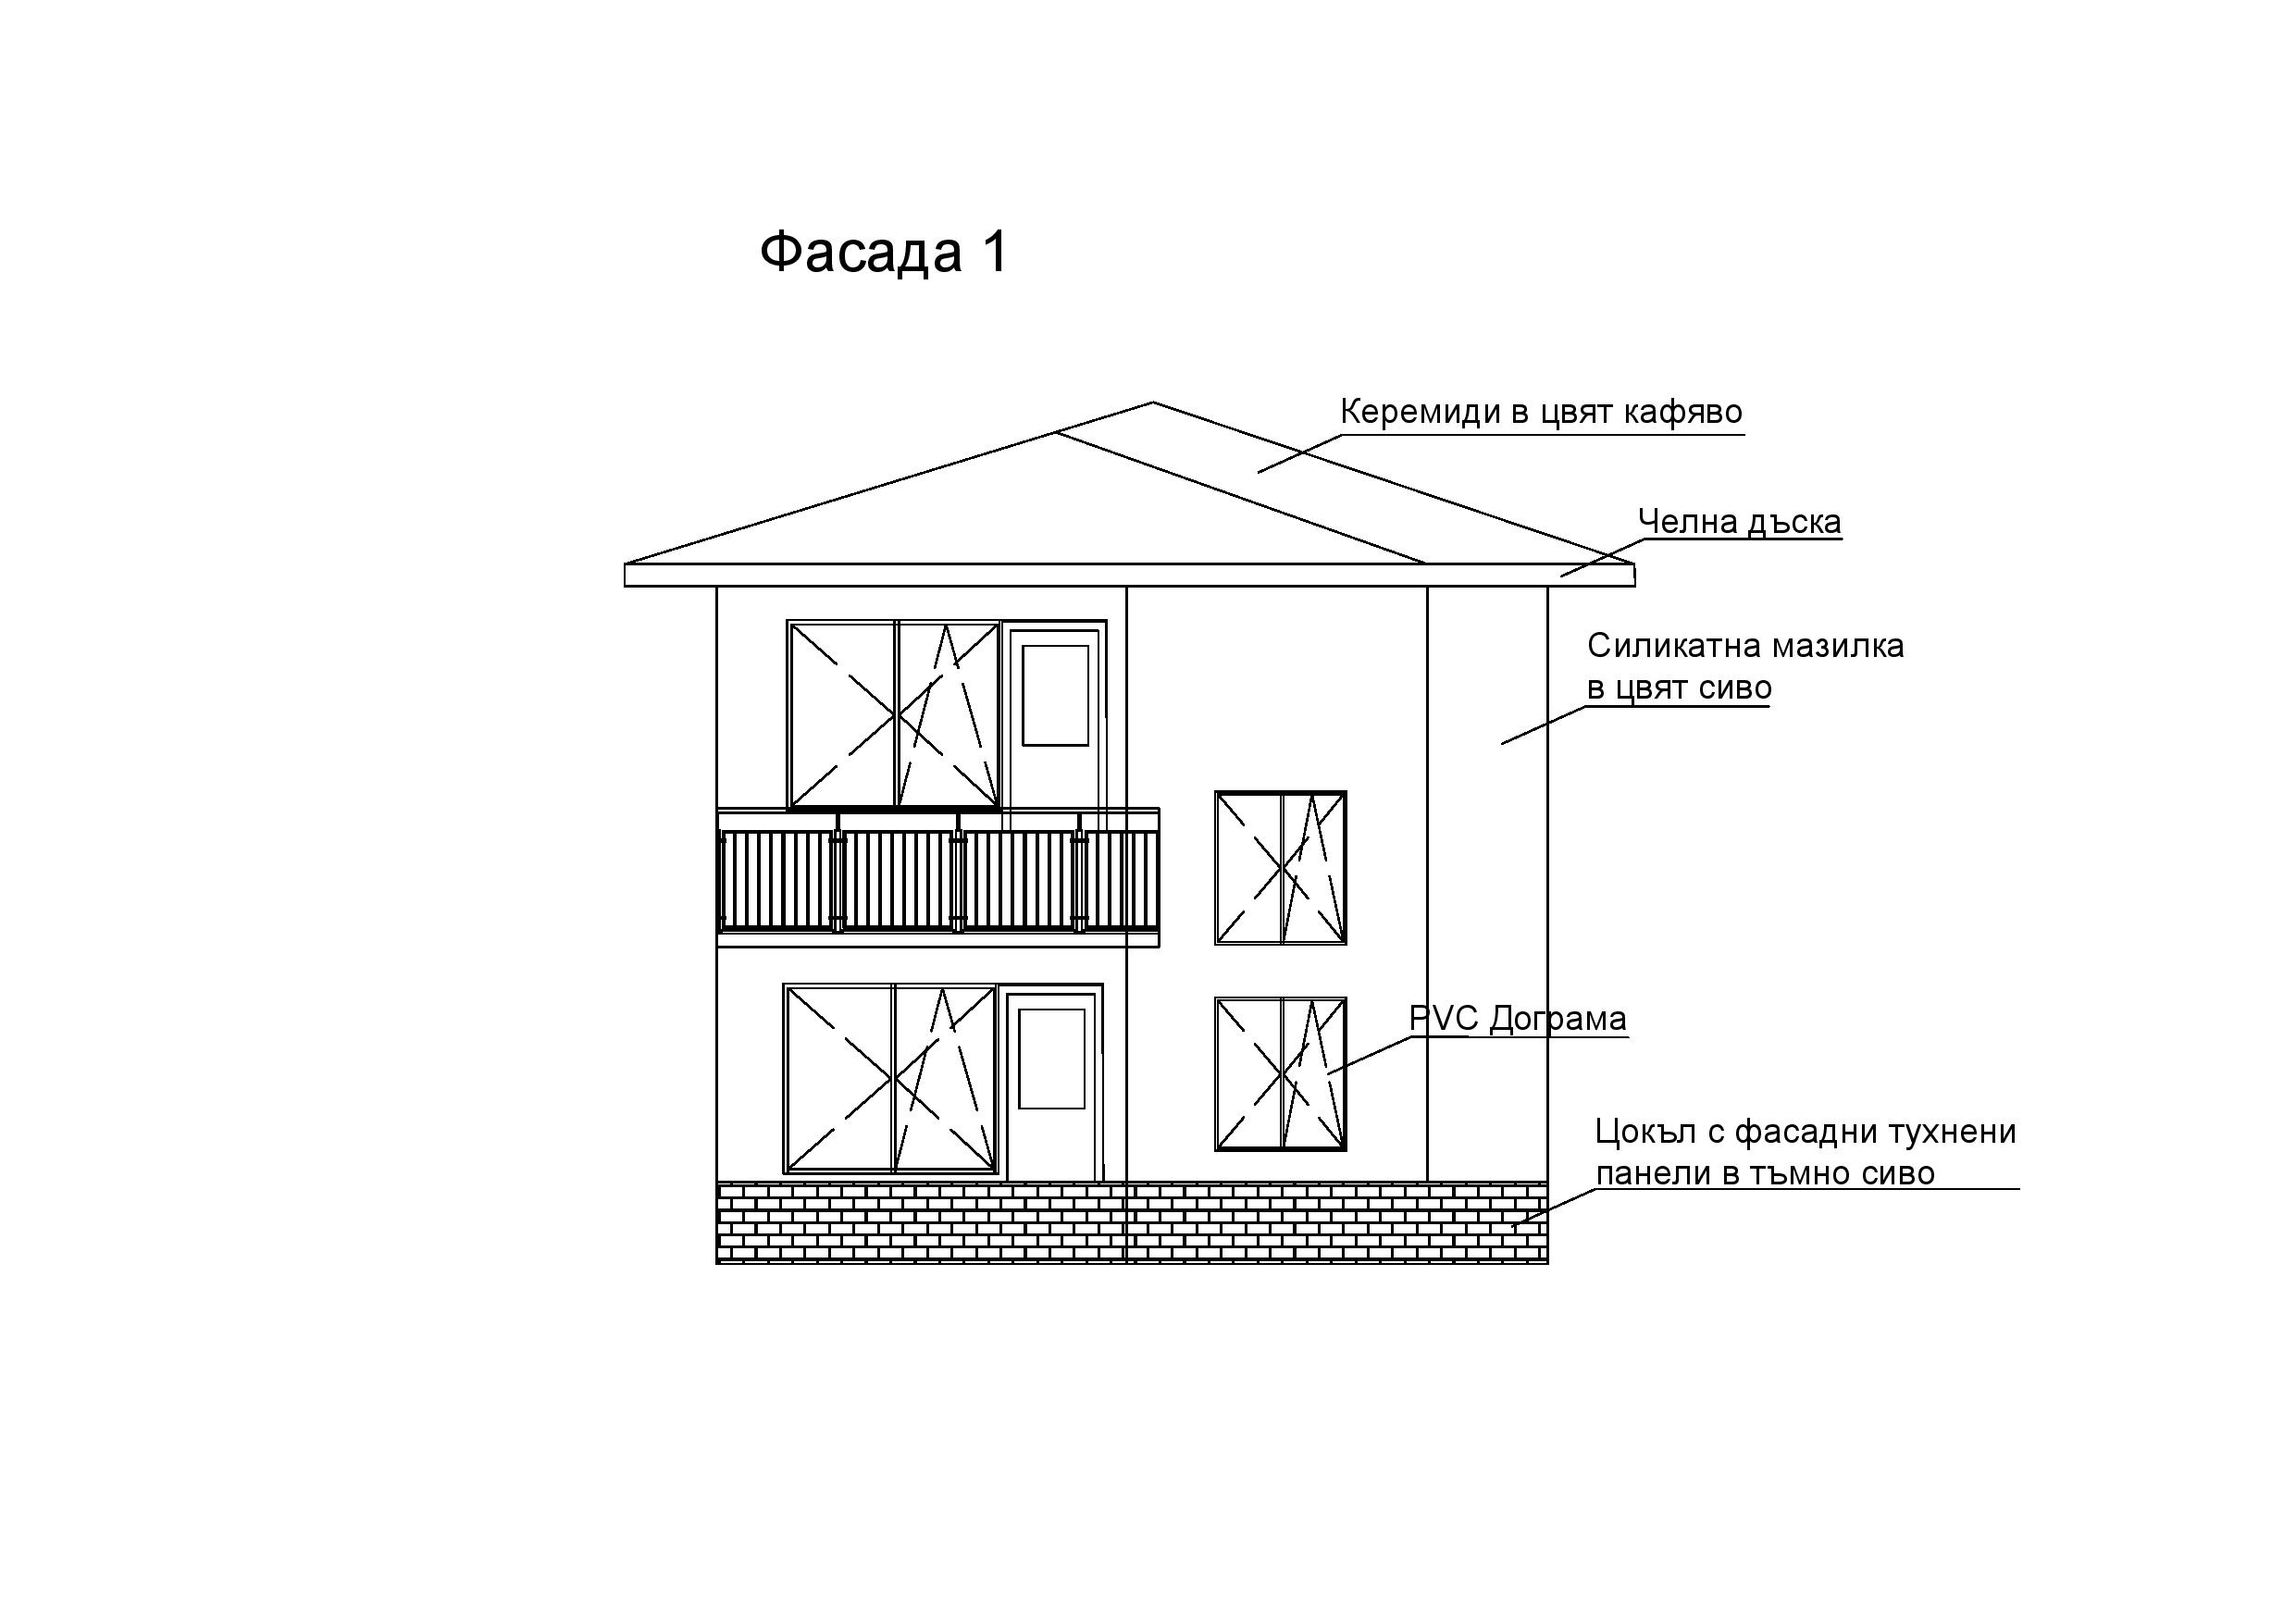 Фасада 1
Керемиди в цвят кафяво
Челна дъска
Силикатна мазилка
в цвят сиво
PVC Дограма
Цокъл с фасадни тухнени
панели в тъмно сиво